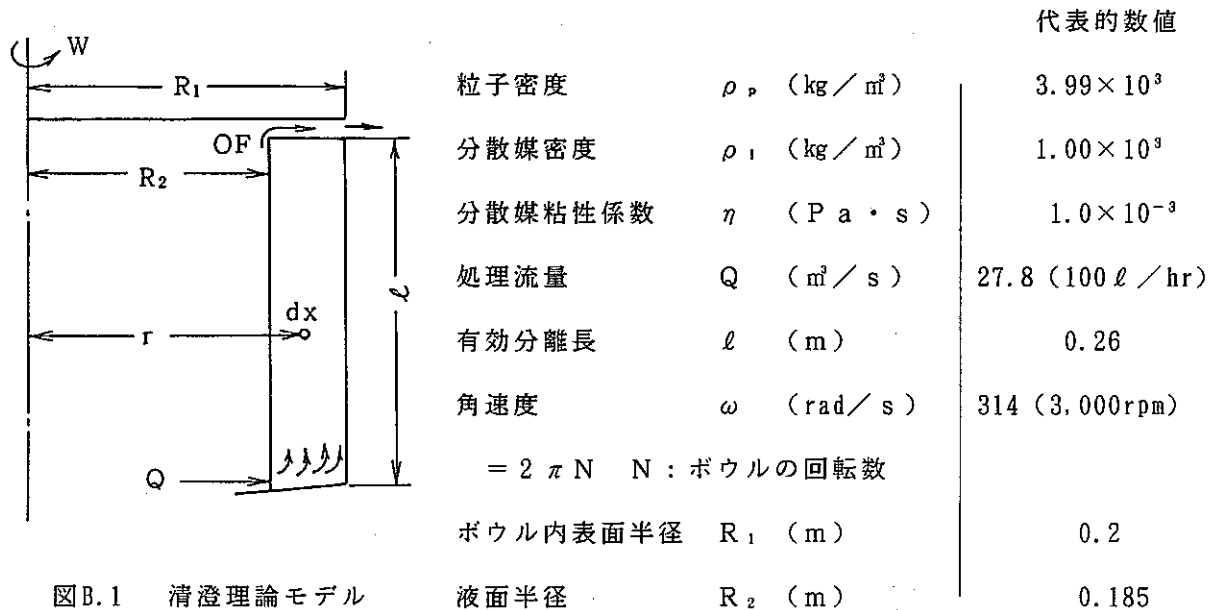 代表的数値
W
R₁
OF
R₂
ℓ
dx
r
Q
粒子密度 ρₚ (kg/㎥) 3.99×10³
分散媒密度 ρ₁ (kg/㎥) 1.00×10³
分散媒粘性係数 η (Pa・s) 1.0×10⁻³
処理流量 Q (㎥/s) 27.8 (100ℓ/hr)
有効分離長 ℓ (m) 0.26
角速度 ω (rad/s) 314 (3,000rpm)
=2πN N:ボウルの回転数
ボウル内表面半径 R₁ (m) 0.2
液面半径 R₂ (m) 0.185
図B.1 清澄理論モデル